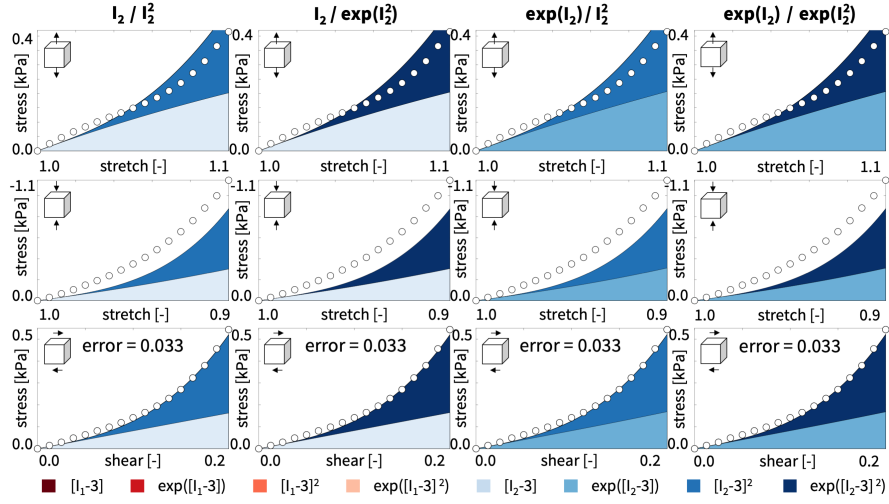 I₂ / I₂² I₂ / exp(I₂²) exp(I₂) / I₂² exp(I₂) / exp(I₂²)
stress [kPa] 0.4 0.0 1.0 stretch [-] 1.1
stress [kPa] 0.4 0.0 1.0 stretch [-] 1.1
stress [kPa] 0.4 0.0 1.0 stretch [-] 1.1
stress [kPa] 0.4 0.0 1.0 stretch [-] 1.1
stress [kPa] -1.1 0.0 1.0 stretch [-] 0.9
stress [kPa] -1.1 0.0 1.0 stretch [-] 0.9
stress [kPa] -1.1 0.0 1.0 stretch [-] 0.9
stress [kPa] -1.1 0.0 1.0 stretch [-] 0.9
stress [kPa] 0.5 0.0 error = 0.033 0.0 shear [-] 0.2
stress [kPa] 0.5 0.0 error = 0.033 0.0 shear [-] 0.2
stress [kPa] 0.5 0.0 error = 0.033 0.0 shear [-] 0.2
stress [kPa] 0.5 0.0 error = 0.033 0.0 shear [-] 0.2
[I₁-3] exp([I₁-3]) [I₁-3]² exp([I₁-3]²) [I₂-3] exp([I₂-3]) [I₂-3]² exp([I₂-3]²)